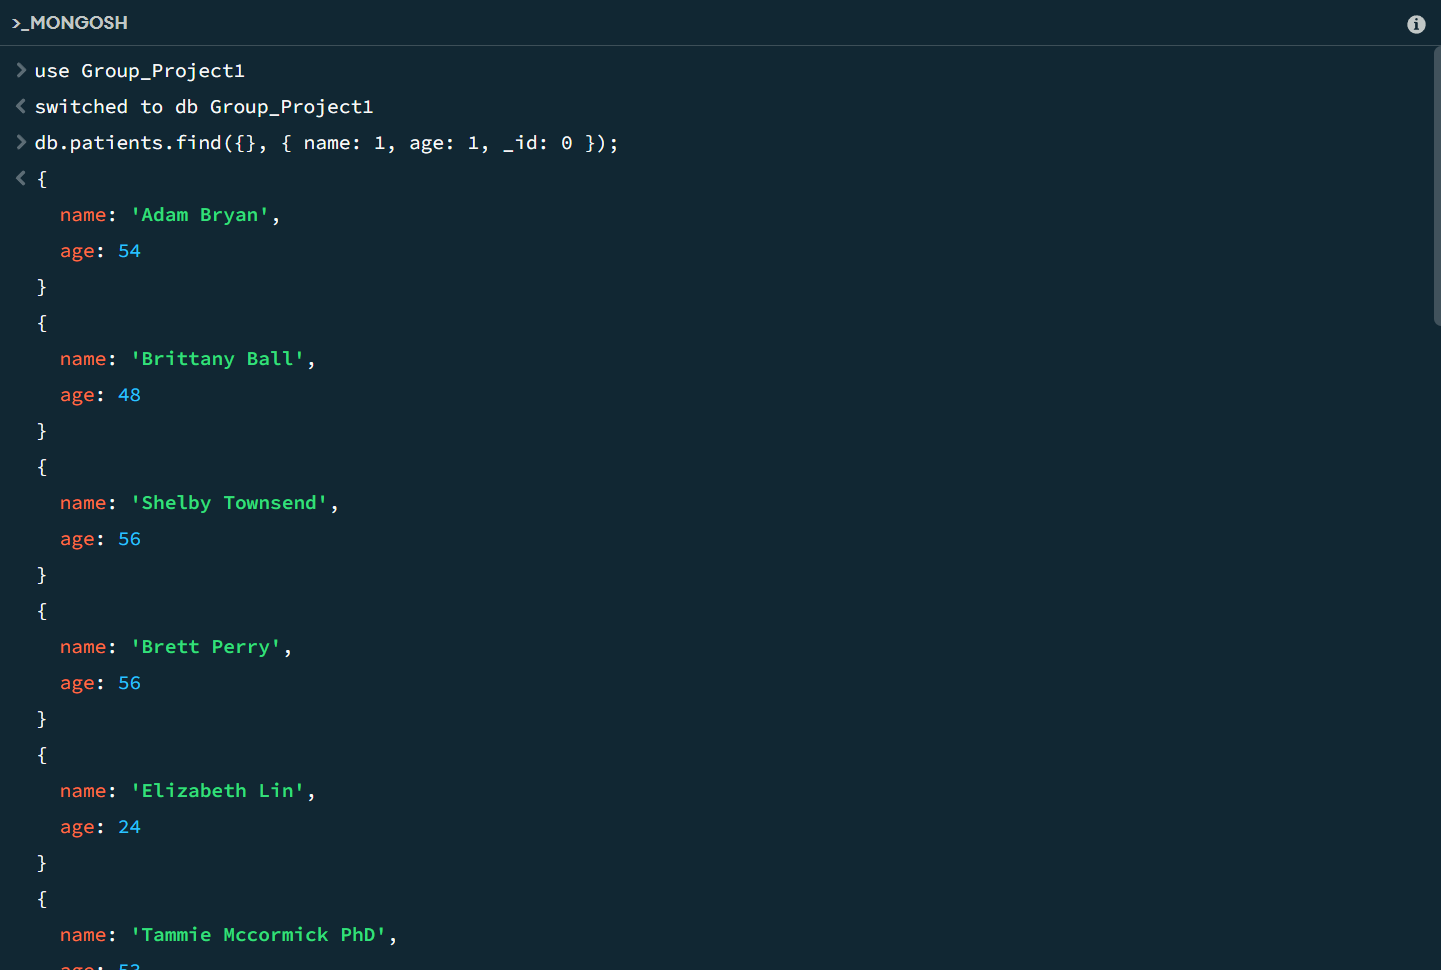 >_MONGOSH
> use Group_Project1
< switched to db Group_Project1
> db.patients.find({}, { name: 1, age: 1, _id: 0 });
< {
name: 'Adam Bryan',
age: 54
}
{
name: 'Brittany Ball',
age: 48
}
{
name: 'Shelby Townsend',
age: 56
}
{
name: 'Brett Perry',
age: 56
}
{
name: 'Elizabeth Lin',
age: 24
}
{
name: 'Tammie Mccormick PhD',
age: 53